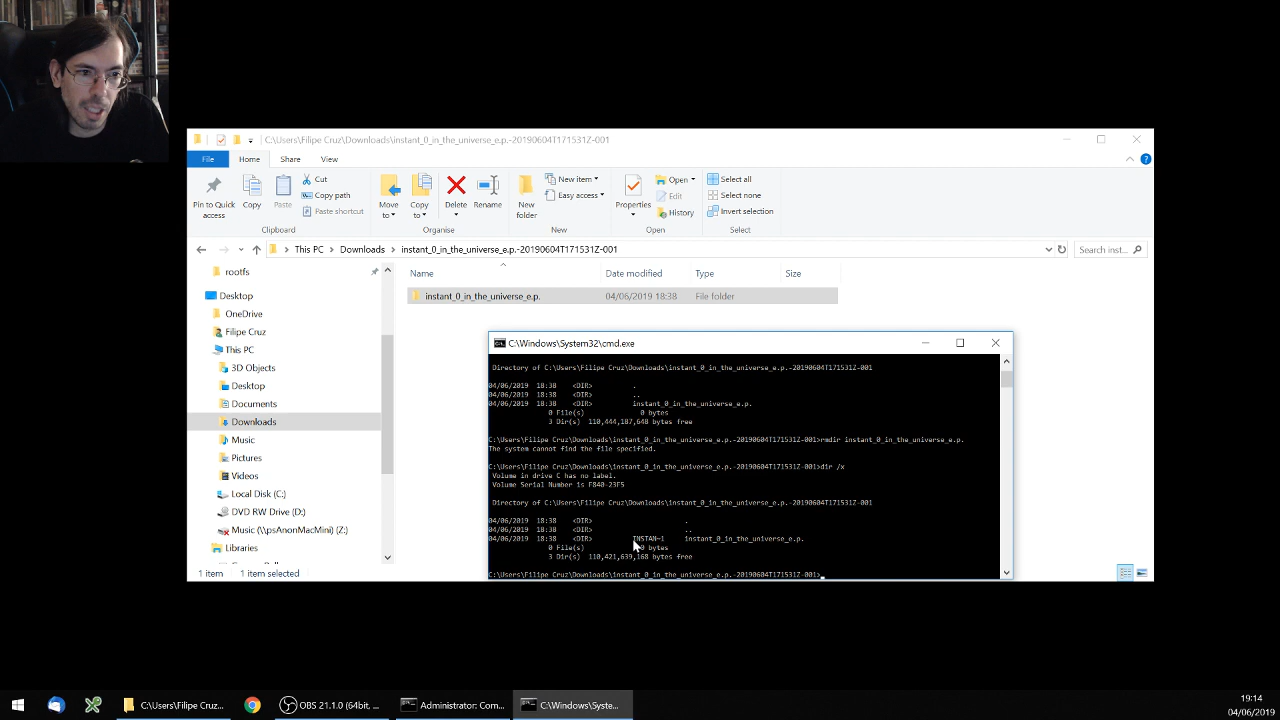 C:\Users\Filipe Cruz\Downloads\instant_0_in_the_universe_e.p.-20190604T171531Z-001
File Home Share View
Pin to Quick access
Copy
Paste
Cut
Copy path
Paste shortcut
Clipboard
Move to
Copy to
Delete
Rename
Organise
New folder
New item
Easy access
New
Properties
Open
Edit
History
Open
Select all
Select none
Invert selection
Select
This PC > Downloads > instant_0_in_the_universe_e.p.-20190604T171531Z-001
Search inst...
rootfs
Desktop
OneDrive
Filipe Cruz
This PC
3D Objects
Desktop
Documents
Downloads
Music
Pictures
Videos
Local Disk (C:)
DVD RW Drive (D:)
Music (\\psAnonMacMini) (Z:)
Libraries
Name Date modified Type Size
instant_0_in_the_universe_e.p. 04/06/2019 18:38 File folder
1 item 1 item selected
C:\Windows\System32\cmd.exe
Directory of C:\Users\Filipe Cruz\Downloads\instant_0_in_the_universe_e.p.-20190604T171531Z-001
04/06/2019 18:38 <DIR> .
04/06/2019 18:38 <DIR> ..
04/06/2019 18:38 <DIR> instant_0_in_the_universe_e.p.
0 File(s) 0 bytes
3 Dir(s) 110,444,187,648 bytes free
C:\Users\Filipe Cruz\Downloads\instant_0_in_the_universe_e.p.-20190604T171531Z-001>rmdir instant_0_in_the_universe_e.p.
The system cannot find the file specified.
C:\Users\Filipe Cruz\Downloads\instant_0_in_the_universe_e.p.-20190604T171531Z-001>dir /x
Volume in drive C has no label.
Volume Serial Number is F840-23F5
Directory of C:\Users\Filipe Cruz\Downloads\instant_0_in_the_universe_e.p.-20190604T171531Z-001
04/06/2019 18:38 <DIR> .
04/06/2019 18:38 <DIR> ..
04/06/2019 18:38 <DIR> INSTAN~1 instant_0_in_the_universe_e.p.
0 File(s) 0 bytes
3 Dir(s) 110,421,639,168 bytes free
C:\Users\Filipe Cruz\Downloads\instant_0_in_the_universe_e.p.-20190604T171531Z-001>_
C:\Users\Filipe Cruz...
OBS 21.1.0 (64bit, ...
Administrator: Com...
C:\Windows\Syste...
19:14
04/06/2019